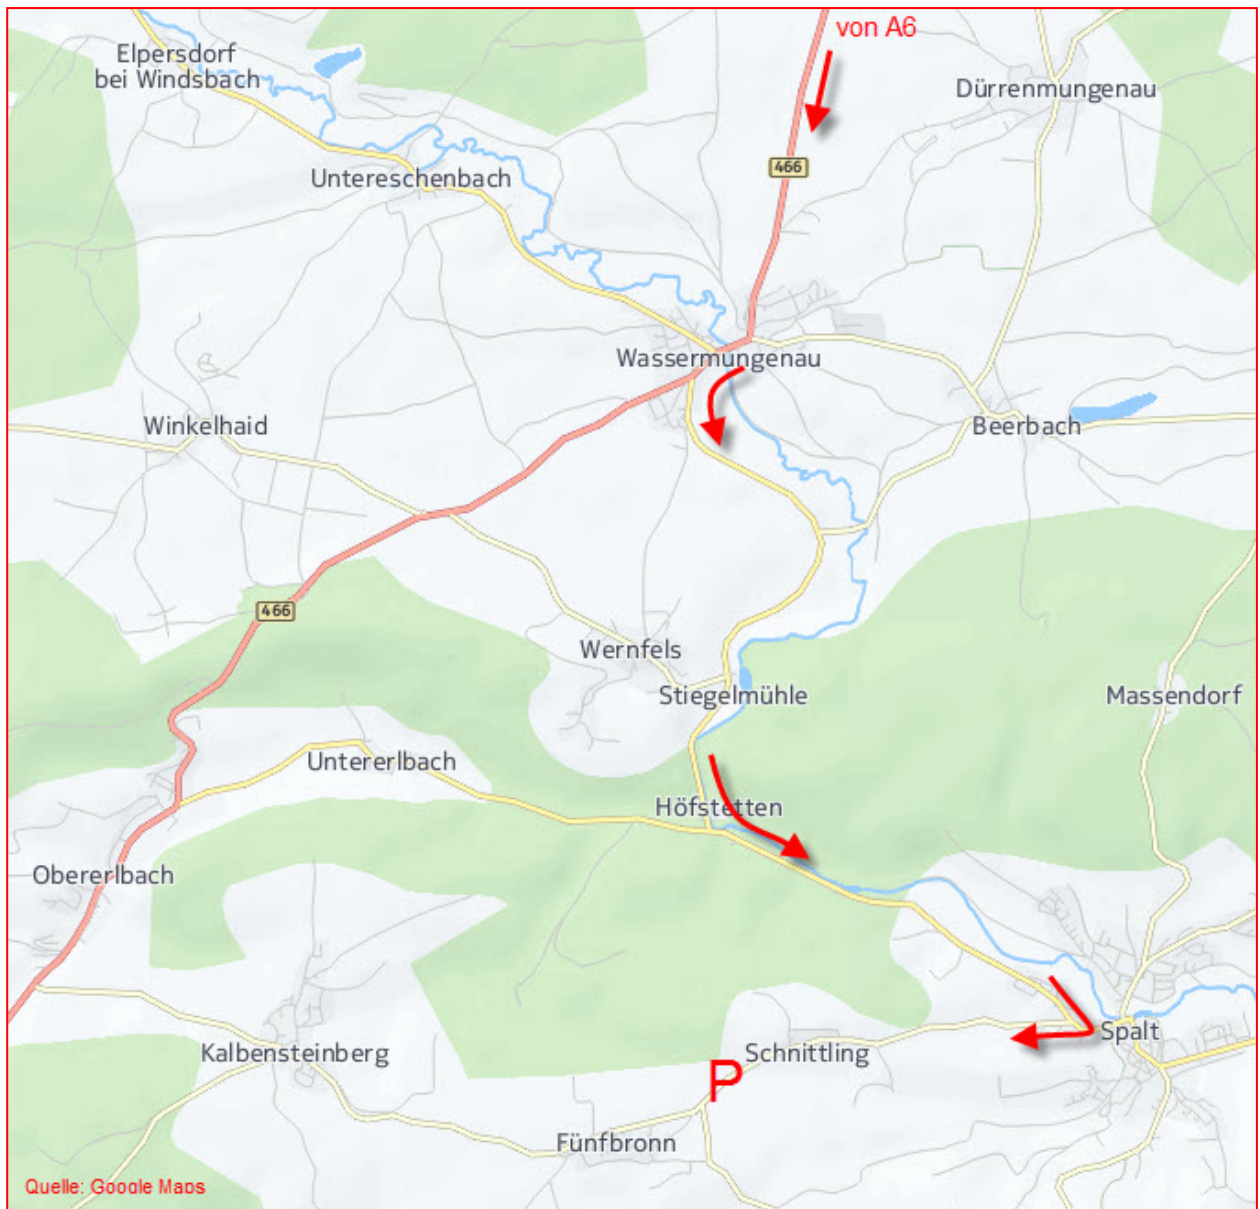 von A6
Elpersdorf
bei Windsbach
Dürrenmungenau
466
Untereschenbach
Wassermungenau
Winkelhaid
Beerbach
466
Wernfels
Stiegelmühle
Massendorf
Untererlbach
Höfstetten
Obererlbach
Spalt
Kalbensteinberg
Schnittling
P
Fünfbronn
Quelle: Google Maps